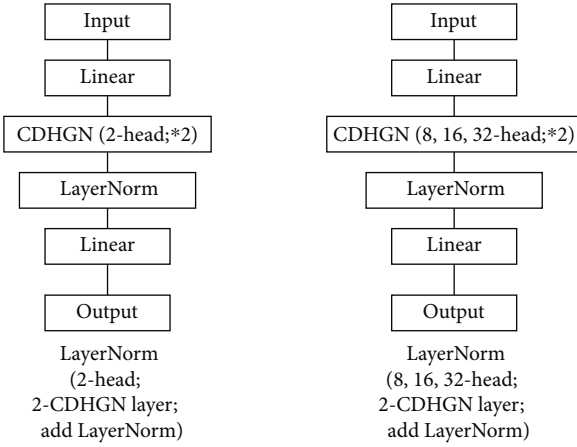 Input
Linear
CDHGN (2-head;*2)
LayerNorm
Linear
Output
LayerNorm
(2-head;
2-CDHGN layer;
add LayerNorm)
Input
Linear
CDHGN (8, 16, 32-head;*2)
LayerNorm
Linear
Output
LayerNorm
(8, 16, 32-head;
2-CDHGN layer;
add LayerNorm)